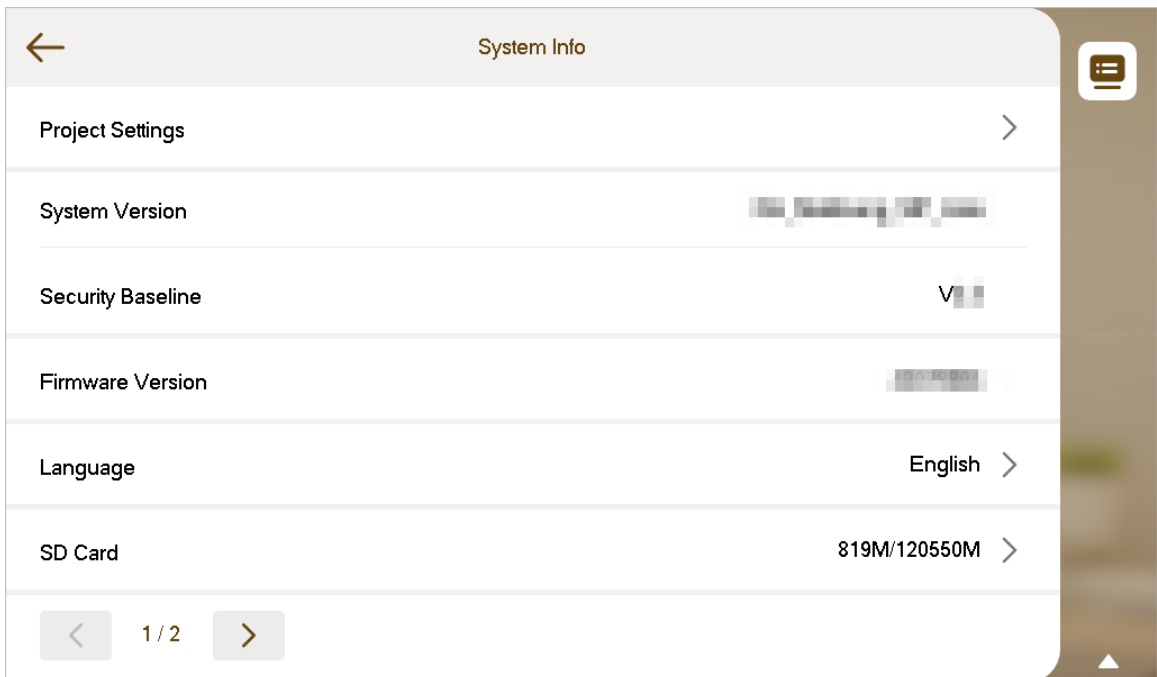 System Info
Project Settings
System Version
Security Baseline V
Firmware Version
Language English
SD Card 819M/120550M
1 / 2